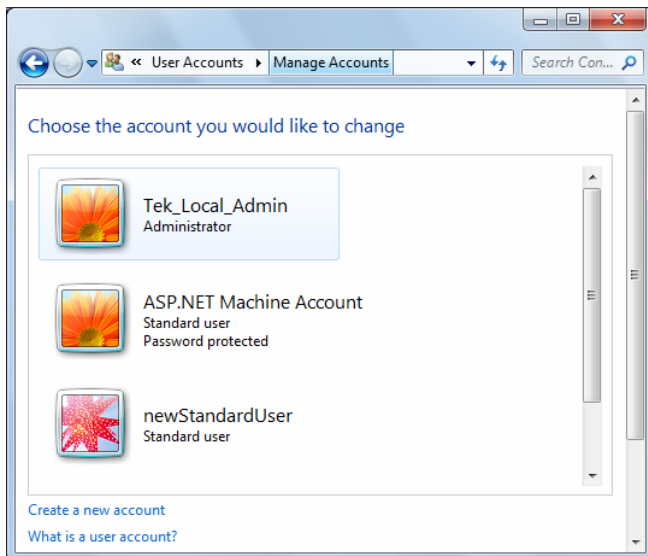 « User Accounts Manage Accounts Search Con...
Choose the account you would like to change
Tek_Local_Admin
Administrator
ASP.NET Machine Account
Standard user
Password protected
newStandardUser
Standard user
Create a new account
What is a user account?